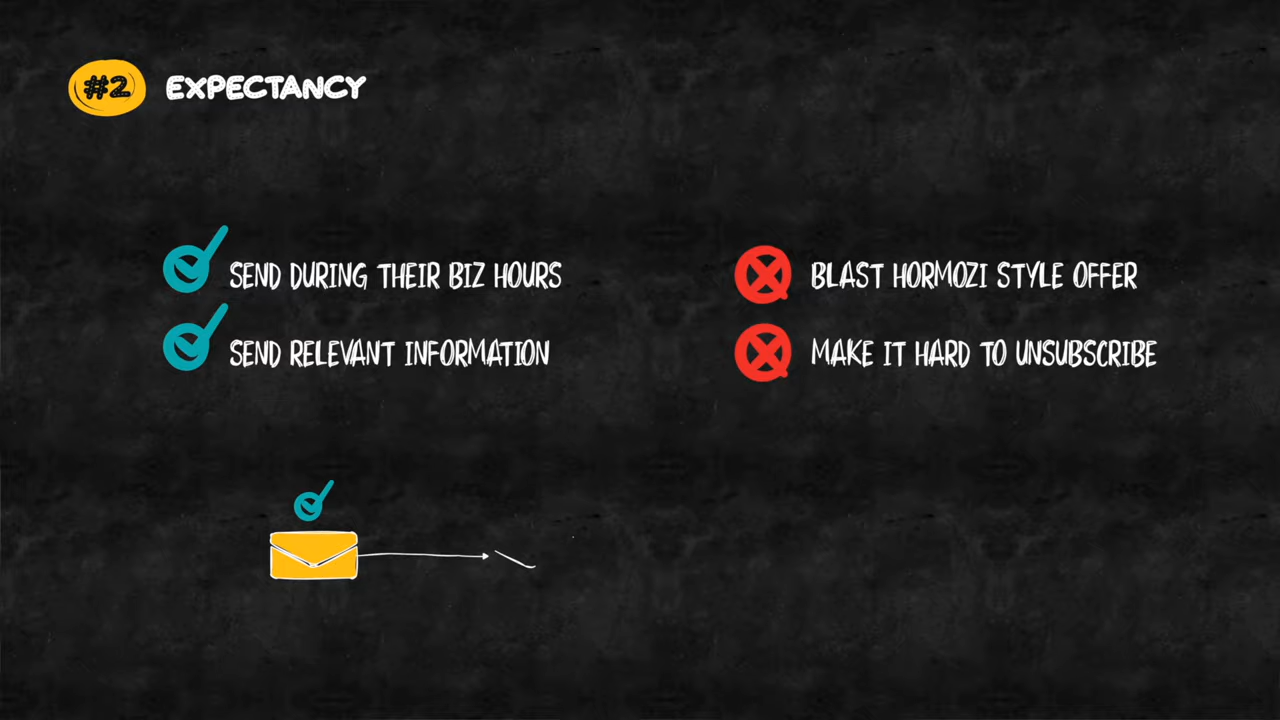 #2 EXPECTANCY
SEND DURING THEIR BIZ HOURS
SEND RELEVANT INFORMATION
BLAST HORMOZI STYLE OFFER
MAKE IT HARD TO UNSUBSCRIBE